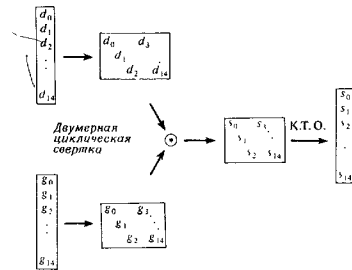 d₀
d₁
d₂
⋮
d₁₄
d₀ d₃
d₁
d₂ d₁₄
Двумерная
циклическая
свертка
g₀
g₁
g₂
⋮
g₁₄
g₀ g₃
g₁
g₂ g₁₄
s₀ s₃
s₁
s₂ s₁₄
К.Т.О.
s₀
s₁
s₂
⋮
s₁₄